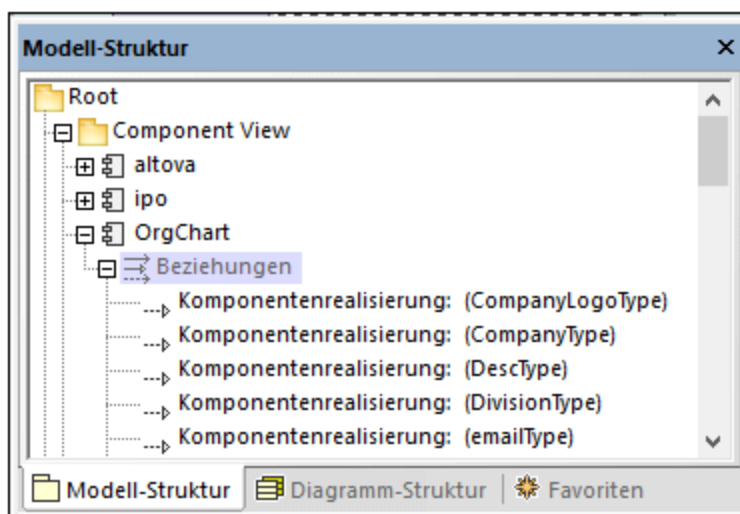 Modell-Struktur
Root
Component View
altova
ipo
OrgChart
Beziehungen
Komponentenrealisierung: (CompanyLogoType)
Komponentenrealisierung: (CompanyType)
Komponentenrealisierung: (DescType)
Komponentenrealisierung: (DivisionType)
Komponentenrealisierung: (emailType)
Modell-Struktur Diagramm-Struktur Favoriten